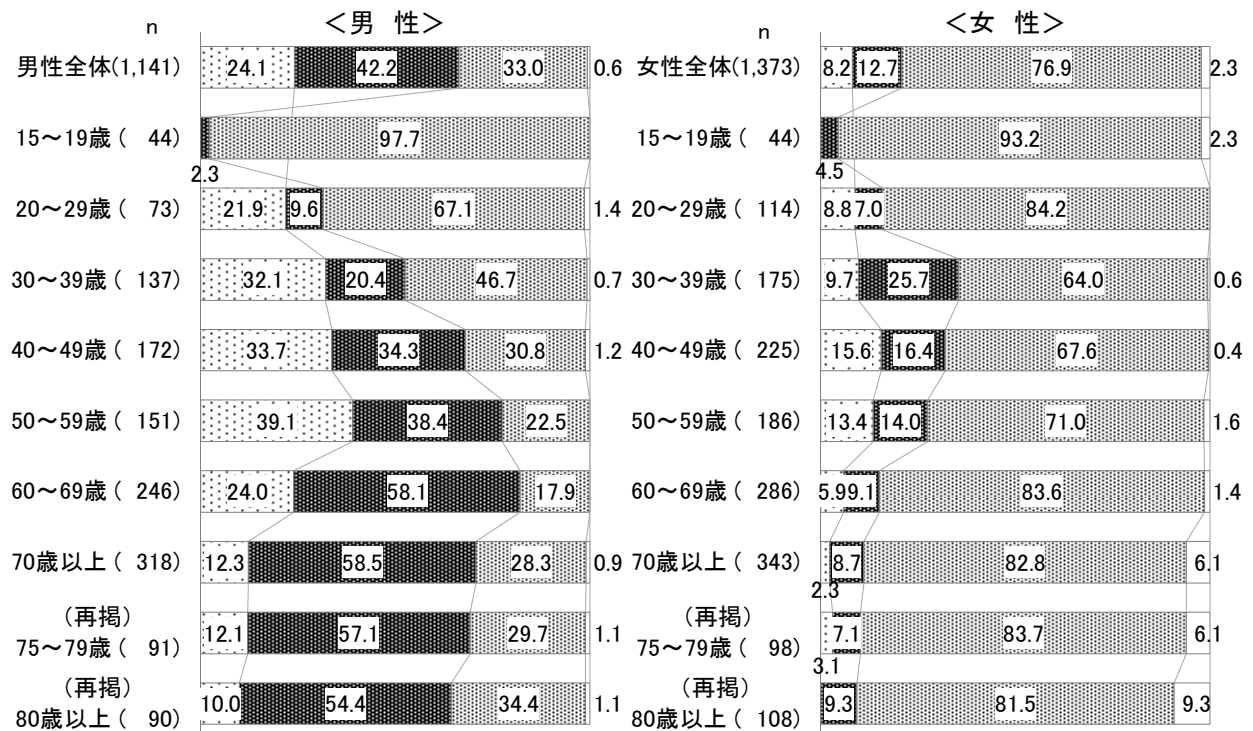 ＜男 性＞ ＜女 性＞
n n
男性全体(1,141) 24.1 42.2 33.0 0.6 女性全体(1,373) 8.2 12.7 76.9 2.3
15～19歳( 44) 97.7 15～19歳( 44) 93.2 2.3
2.3 4.5
20～29歳( 73) 21.9 9.6 67.1 1.4 20～29歳( 114) 8.8 7.0 84.2
30～39歳( 137) 32.1 20.4 46.7 0.7 30～39歳( 175) 9.7 25.7 64.0 0.6
40～49歳( 172) 33.7 34.3 30.8 1.2 40～49歳( 225) 15.6 16.4 67.6 0.4
50～59歳( 151) 39.1 38.4 22.5 50～59歳( 186) 13.4 14.0 71.0 1.6
60～69歳( 246) 24.0 58.1 17.9 60～69歳( 286) 5.9 9.1 83.6 1.4
70歳以上( 318) 12.3 58.5 28.3 0.9 70歳以上( 343) 8.7 82.8 6.1
2.3
(再掲) (再掲)
75～79歳( 91) 12.1 57.1 29.7 1.1 75～79歳( 98) 7.1 83.7 6.1
3.1
(再掲) (再掲)
80歳以上( 90) 10.0 54.4 34.4 1.1 80歳以上( 108) 9.3 81.5 9.3